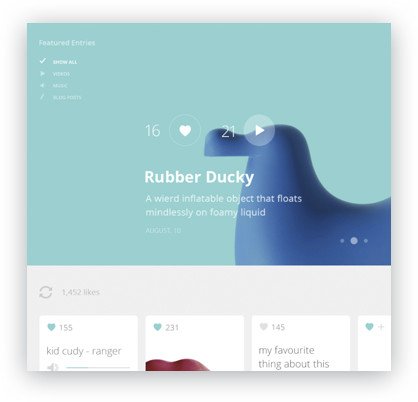 Featured Entries
SHOW ALL
VIDEOS
MUSIC
BLOG POSTS
16 21
Rubber Ducky
A wierd inflatable object that floats
mindlessly on foamy liquid
AUGUST, 10
1,452 likes
155
231
145
kid cudy - ranger
my favourite
thing about this